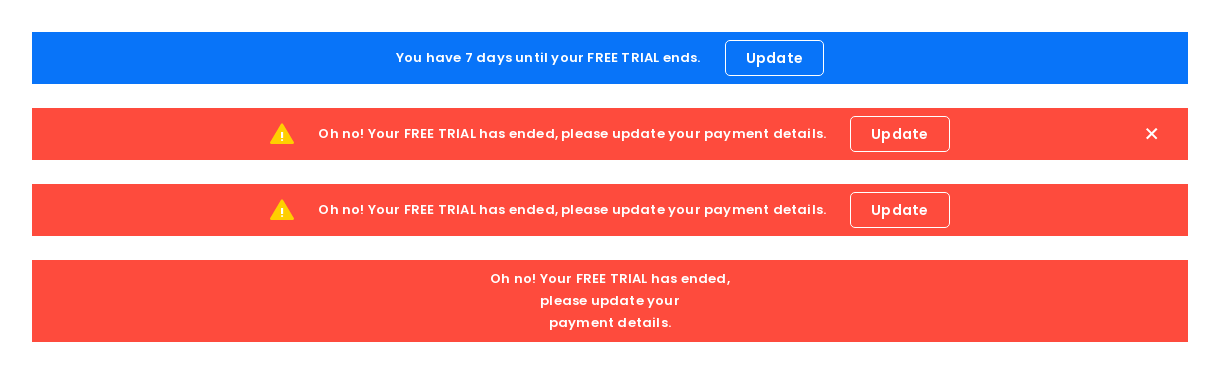 You have 7 days until your FREE TRIAL ends. Update
Oh no! Your FREE TRIAL has ended, please update your payment details. Update
Oh no! Your FREE TRIAL has ended, please update your payment details. Update
Oh no! Your FREE TRIAL has ended,
please update your
payment details.